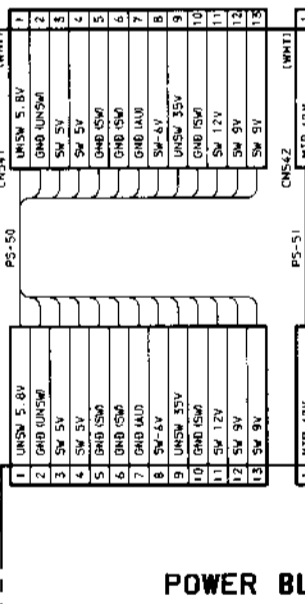 CN541
(WHT)
1 UNSW 5.8V
2 GND (UNSW)
3 SW 5V
4 SW 5V
5 GND (SW)
6 GND (SW)
7 GND (AU)
8 SW-6V
9 UNSW 35V
10 GND (SW)
11 SW 12V
12 SW 9V
13 SW 9V
PS-50
1 UNSW 5.8V
2 GND (UNSW)
3 SW 5V
4 SW 5V
5 GND (SW)
6 GND (SW)
7 GND (AU)
8 SW-6V
9 UNSW 35V
10 GND (SW)
11 SW 12V
12 SW 9V
13 SW 9V
CN542
(WHT)
PS-51
POWER BL